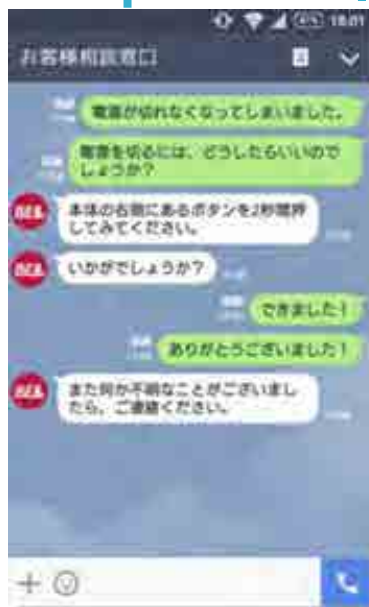 18:01
お客様相談窓口
電源が切れなくなってしまいました。
電源を切るには、どうしたらいいので
しょうか?
本体の右側にあるボタンを2秒間押
してみてください。
いかがでしょうか?
できました!
ありがとうございました!
また何か不明なことがございまし
たら、ご連絡ください。